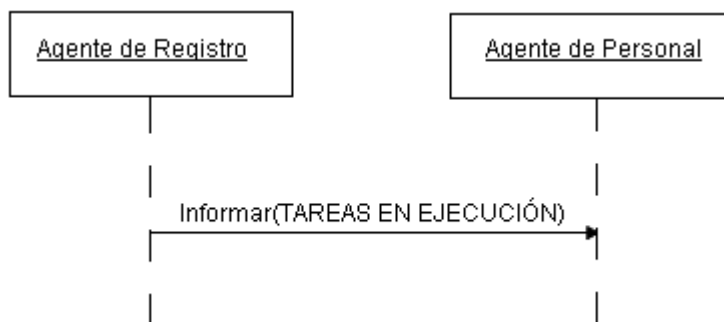 Agente de Registro
Agente de Personal
Informar(TAREAS EN EJECUCIÓN)